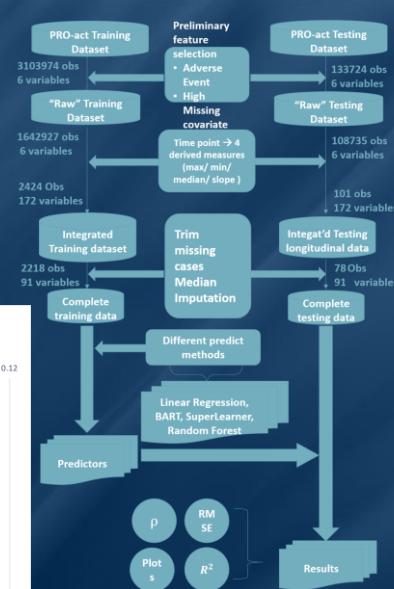 PRO-act Training
Dataset
Preliminary
feature
selection
• Adverse
Event
• High
Missing
covariate
PRO-act Testing
Dataset
3103974 obs
6 variables
133724 obs
6 variables
"Raw" Training
Dataset
"Raw" Testing
Dataset
1642927 obs
6 variables
Time point → 4
derived measures
(max/ min/
median/ slope )
108735 obs
6 variables
2424 Obs
172 variables
101 obs
172 variables
Integrated
Training dataset
Trim
missing
cases
Median
Imputation
Integat'd Testing
longitudinal data
2218 obs
91 variables
78 Obs
91 variables
Complete
training data
Complete
testing data
Different predict
methods
0.12
Linear Regression,
BART, SuperLearner,
Random Forest
Predictors
ρ
RM
SE
Plot
s
R²
Results